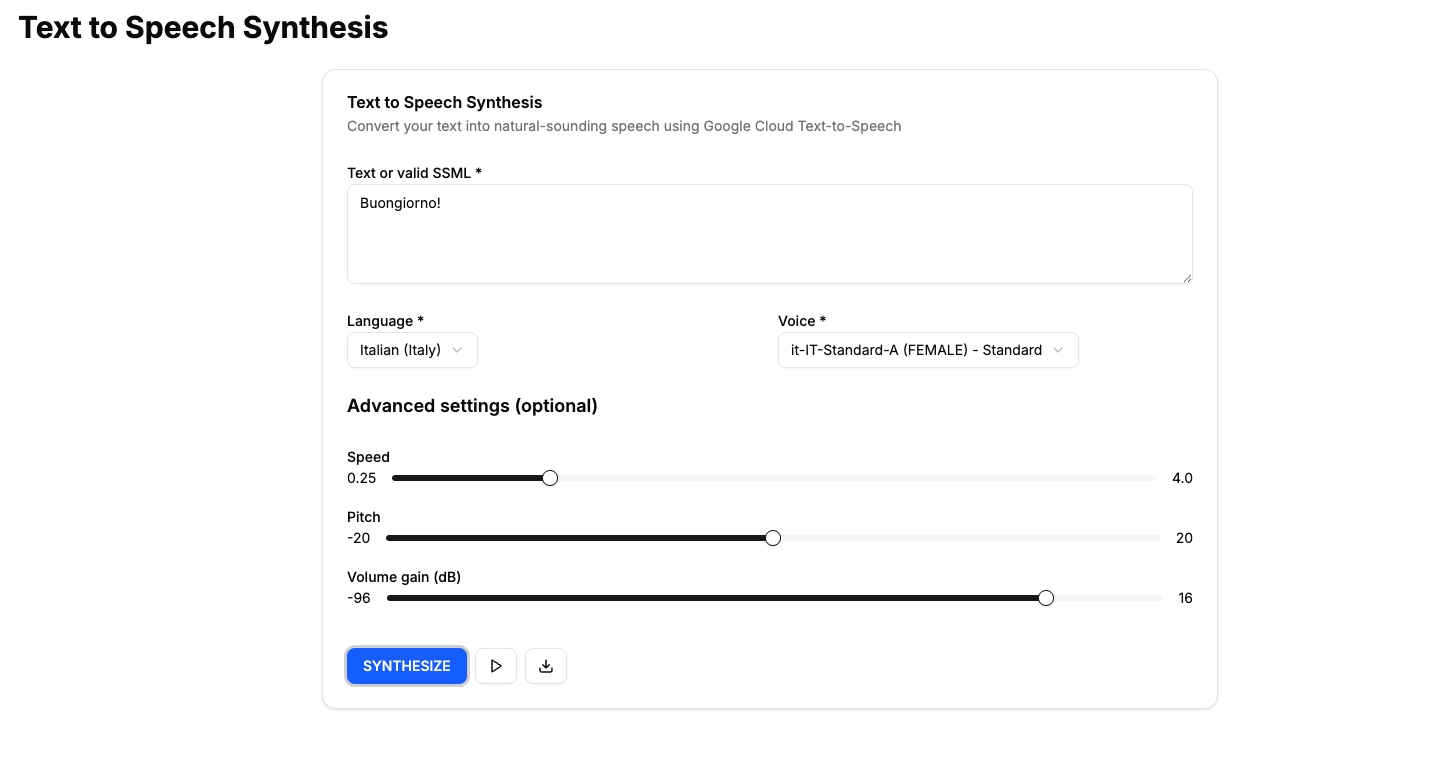 Text to Speech Synthesis
Text to Speech Synthesis
Convert your text into natural-sounding speech using Google Cloud Text-to-Speech
Text or valid SSML *
Buongiorno!
Language *
Voice *
Italian (Italy)
it-IT-Standard-A (FEMALE) - Standard
Advanced settings (optional)
Speed
0.25 4.0
Pitch
-20 20
Volume gain (dB)
-96 16
SYNTHESIZE